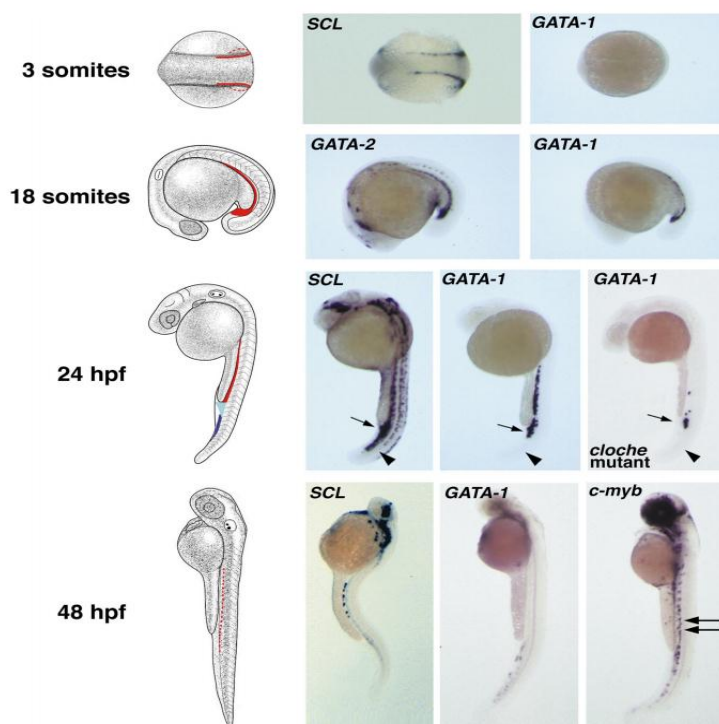 3 somites
SCL
GATA-1
18 somites
GATA-2
GATA-1
24 hpf
SCL
GATA-1
GATA-1
cloche
mutant
48 hpf
SCL
GATA-1
c-myb